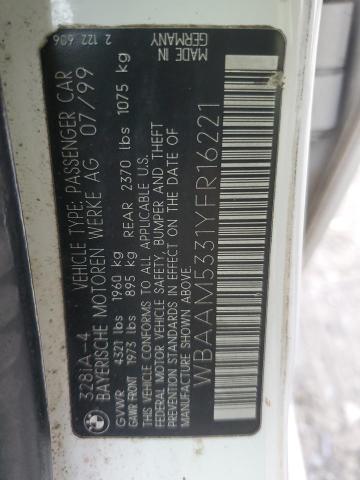 328iA-4
VEHICLE TYPE: PASSENGER CAR
BAYERISCHE MOTOREN WERKE AG 07/99
GVWR 4321 lbs 1960 kg
GAWR FRONT 1973 lbs 895 kg REAR 2370 lbs 1075 kg
THIS VEHICLE CONFORMS TO ALL APPLICABLE U.S.
FEDERAL MOTOR VEHICLE SAFETY, BUMPER AND THEFT
PREVENTION STANDARDS IN EFFECT ON THE DATE OF
MANUFACTURE SHOWN ABOVE.
WBAAM5331YFR16221
MADE IN
GERMANY
2 122 606